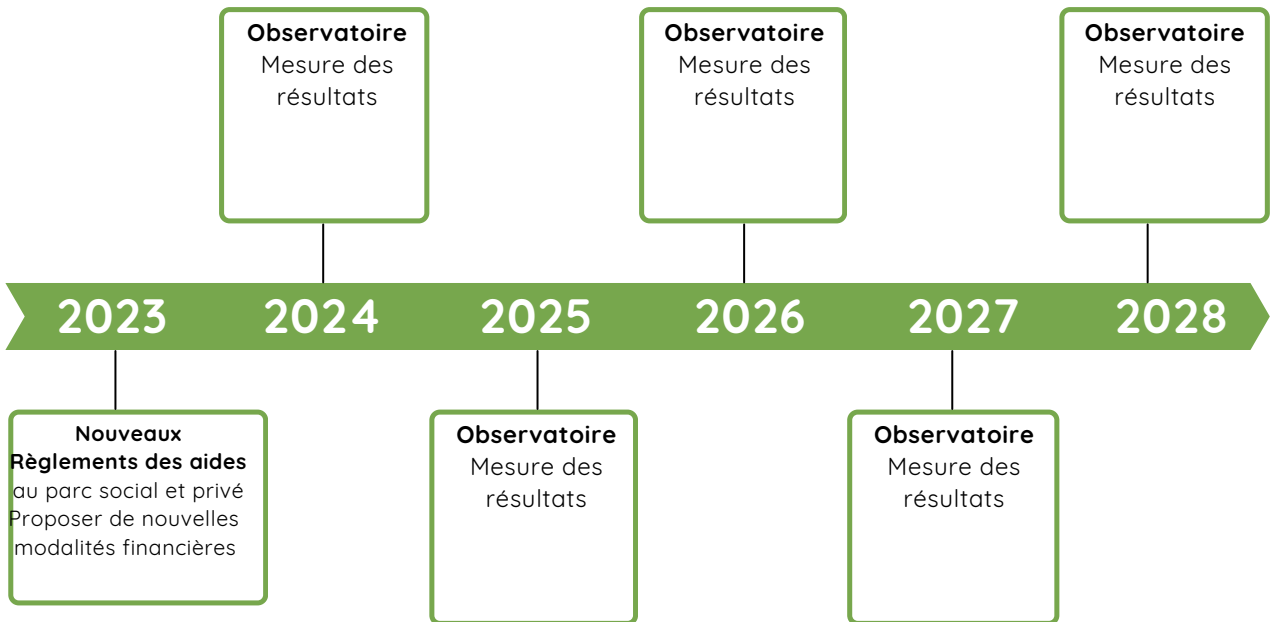 Observatoire
Mesure des
résultats
Observatoire
Mesure des
résultats
Observatoire
Mesure des
résultats
2023 2024 2025 2026 2027 2028
Nouveaux
Règlements des aides
au parc social et privé
Proposer de nouvelles
modalités financières
Observatoire
Mesure des
résultats
Observatoire
Mesure des
résultats